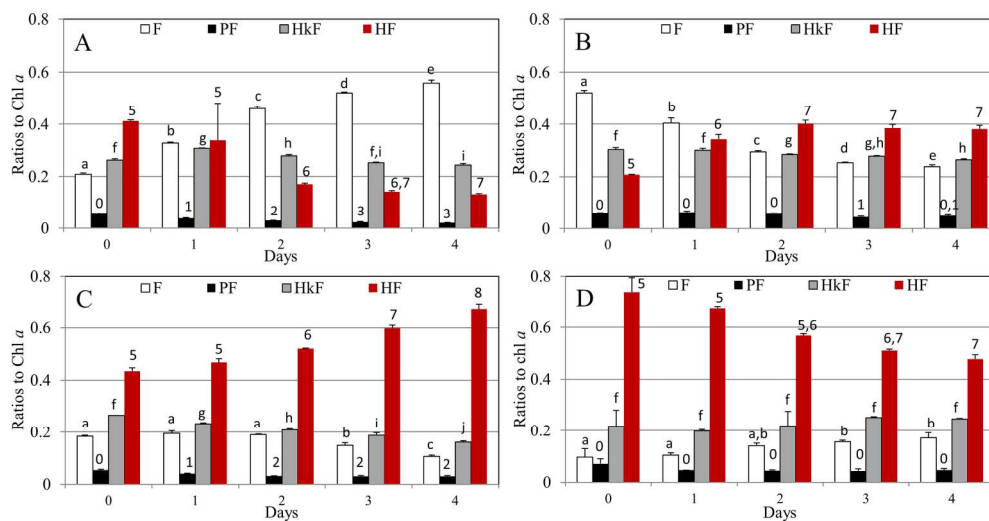 A
F PF HkF HF
Ratios to Chl a
0.8
0.6
0.4
0.2
0
a 0 f 5
b 1 g 5
c 2 h 6
d 3 f,i 6,7
e 3 i 7
0 1 2 3 4
Days
B
F PF HkF HF
Ratios to Chl a
0.8
0.6
0.4
0.2
0
a 0 f 5
b 0 f 6
c 0 g 7
d 1 g,h 7
e 0,1 h 7
0 1 2 3 4
Days
C
F PF HkF HF
Ratios to Chl a
0.8
0.6
0.4
0.2
0
a 0 f 5
a 1 g 5
a 2 h 6
b 2 i 7
c 2 j 8
0 1 2 3 4
Days
D
F PF HkF HF
Ratios to chl a
0.8
0.6
0.4
0.2
0
a 0 f 5
a 0 f 5
a,b 0 f 5,6
b 0 f 6,7
b 0 f 7
0 1 2 3 4
Days